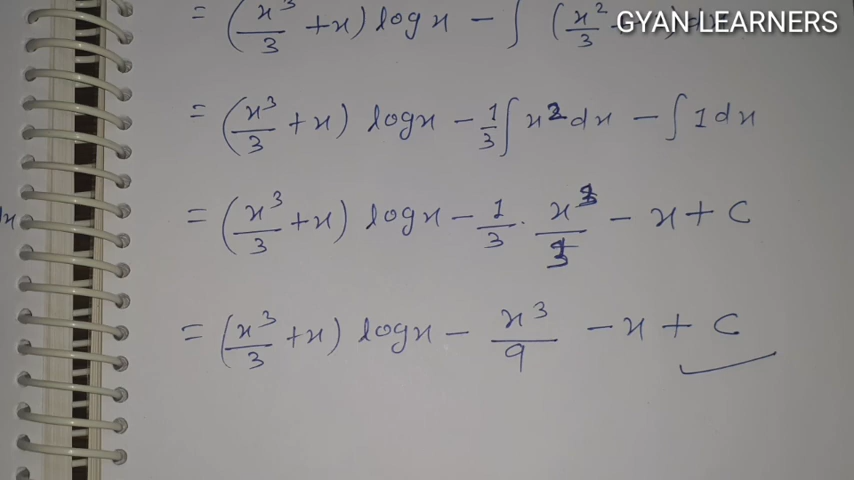 = (x³/3 + x) log x − ∫ (x²/3
GYAN LEARNERS
= (x³/3 + x) log x − 1/3 ∫ x² dx − ∫ 1 dx
dx
= (x³/3 + x) log x − 1/3 · x³/3 − x + C
= (x³/3 + x) log x − x³/9 − x + C